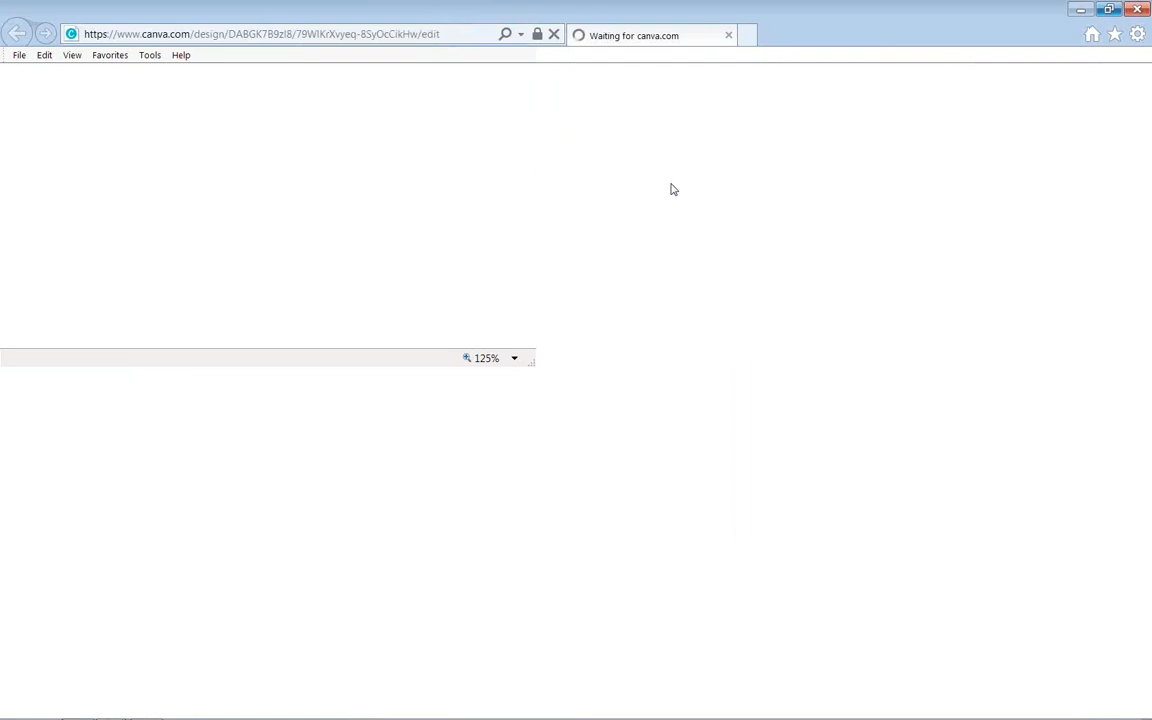 https://www.canva.com/design/DABGK7B9zl8/79WlKrXvyeq-8SyOcCikHw/edit
Waiting for canva.com
File Edit View Favorites Tools Help
125%